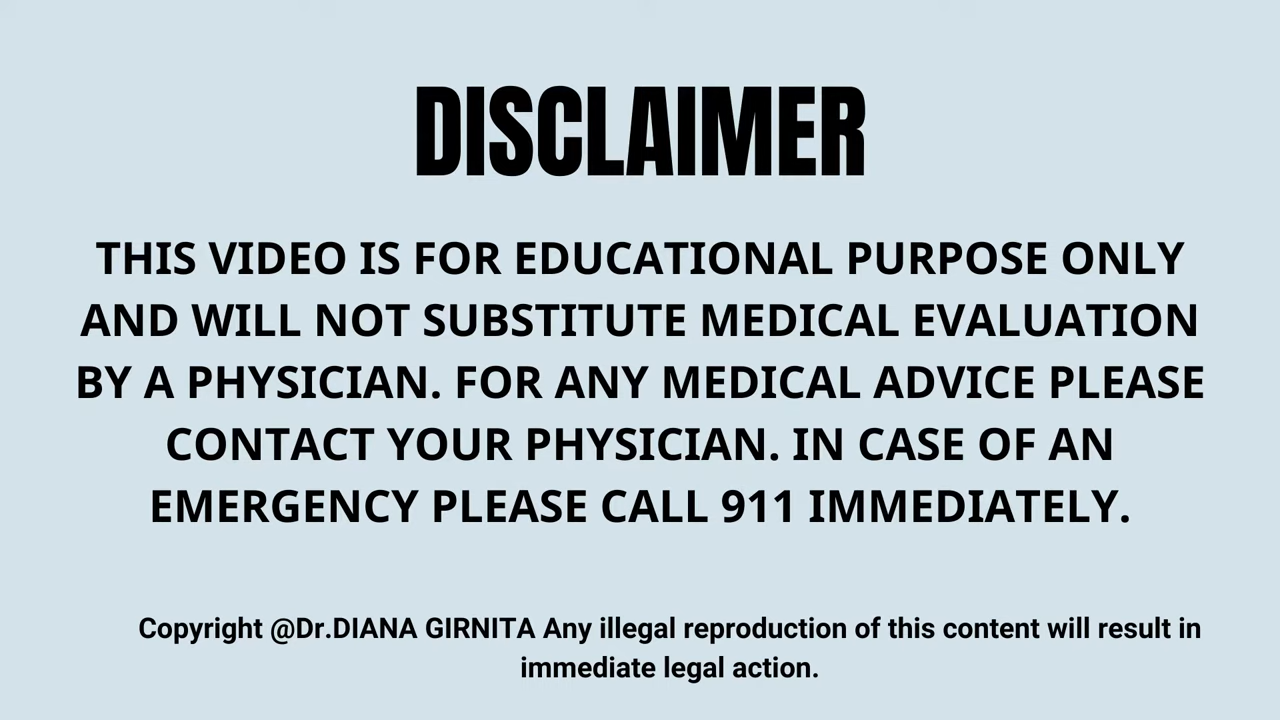 DISCLAIMER
THIS VIDEO IS FOR EDUCATIONAL PURPOSE ONLY
AND WILL NOT SUBSTITUTE MEDICAL EVALUATION
BY A PHYSICIAN. FOR ANY MEDICAL ADVICE PLEASE
CONTACT YOUR PHYSICIAN. IN CASE OF AN
EMERGENCY PLEASE CALL 911 IMMEDIATELY.
Copyright @Dr.DIANA GIRNITA Any illegal reproduction of this content will result in
immediate legal action.